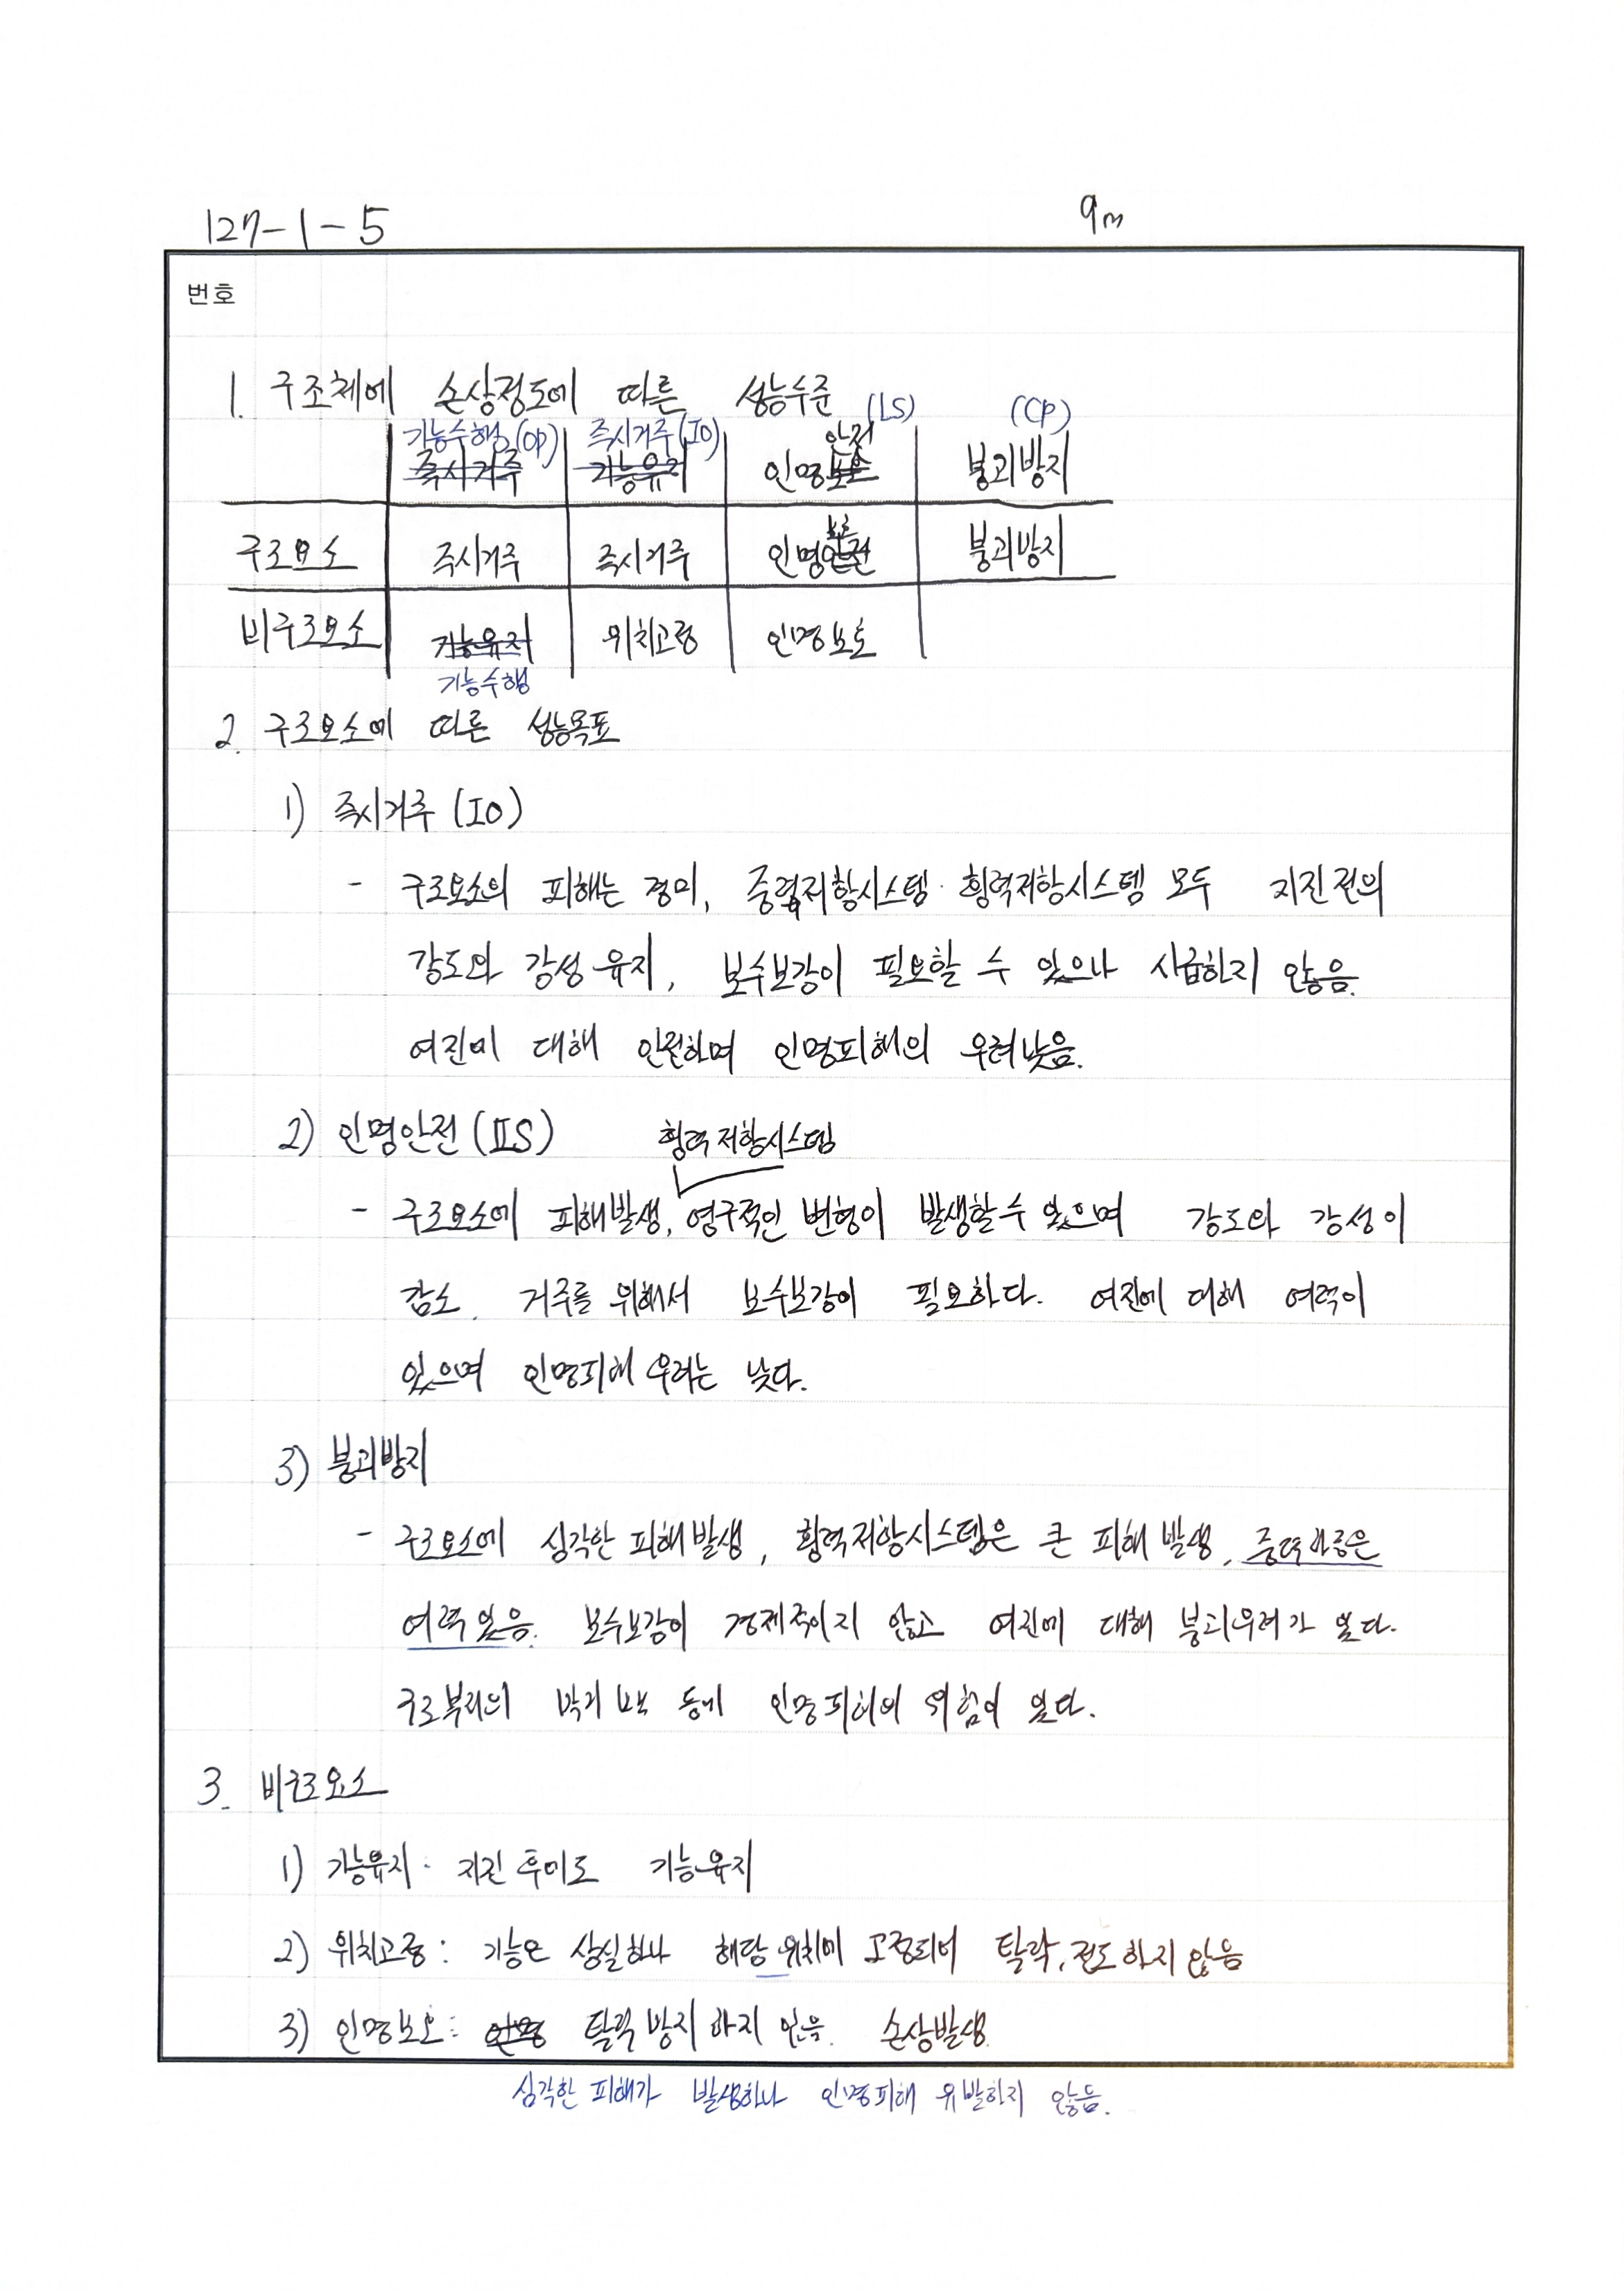 127-1-5
9m
번호
1. 구조체에 손상정도에 따른 성능수준
기능수행(OP) 즉시거주(IO) 안전 (LS) (CP)
즉시거주 기능유지 인명보호 붕괴방지
구조요소 즉시거주 즉시거주 인명안전 보호 붕괴방지
비구조요소 기능유지 위치고정 인명보호
기능수행
2. 구조요소에 따른 성능목표
1) 즉시거주 (IO)
- 구조요소의 피해는 경미, 중력저항시스템·횡력저항시스템 모두 지진전의
강도와 강성 유지, 보수보강이 필요할 수 있으나 시급하지 않음.
여진에 대해 안전하며 인명피해의 우려낮음.
2) 인명안전 (IIS)
횡력저항시스템
- 구조요소에 피해발생, 영구적인 변형이 발생할수 있으며 강도와 강성이
감소. 거주를 위해서 보수보강이 필요하다. 여진에 대해 여력이
있으며 인명피해 우려는 낮다.
3) 붕괴방지
- 구조요소에 심각한 피해발생, 횡력저항시스템은 큰 피해 발생, 중력하중은
여력있음. 보수보강이 경제적이지 않고 여진에 대해 붕괴우려가 있다.
구조부재의 박리 등에 인명피해의 위험이 있다.
3. 비구조요소
1) 기능유지· 지진 후에도 기능유지
2) 위치고정: 기능은 상실하나 해당 위치에 고정되어 탈락, 전도하지 않음
3) 인명보호: 탈락 방지 하지 않음. 손상발생.
심각한 피해가 발생하나 인명피해 유발하지 않음.